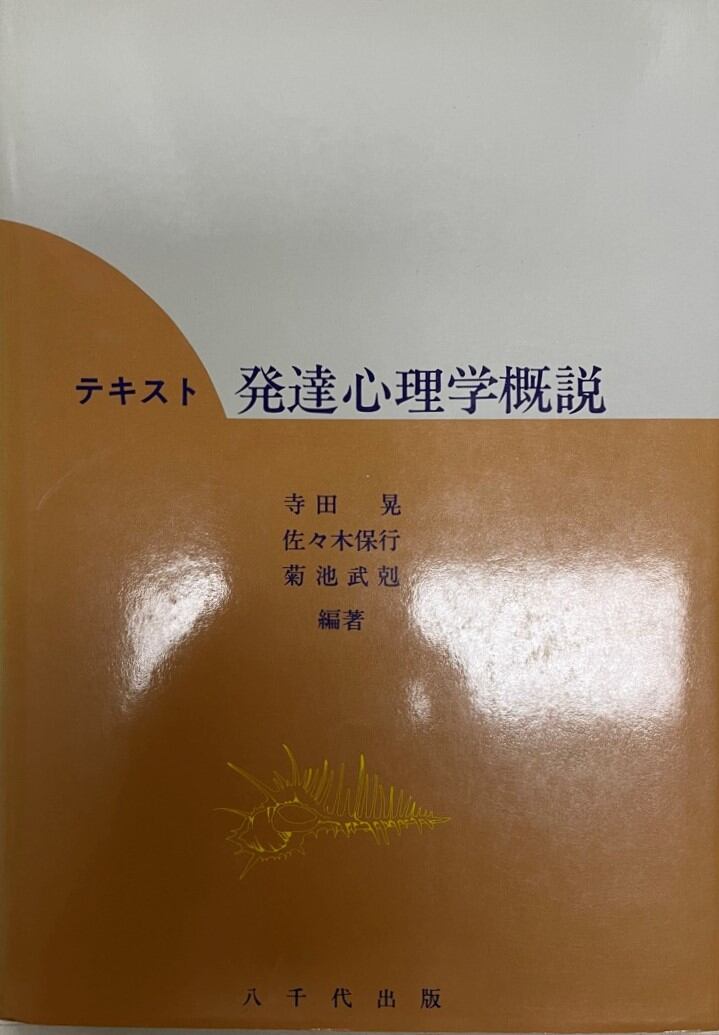 テキスト 発達心理学概説
寺田 晃
佐々木保行
菊池武剋
編著
八千代出版